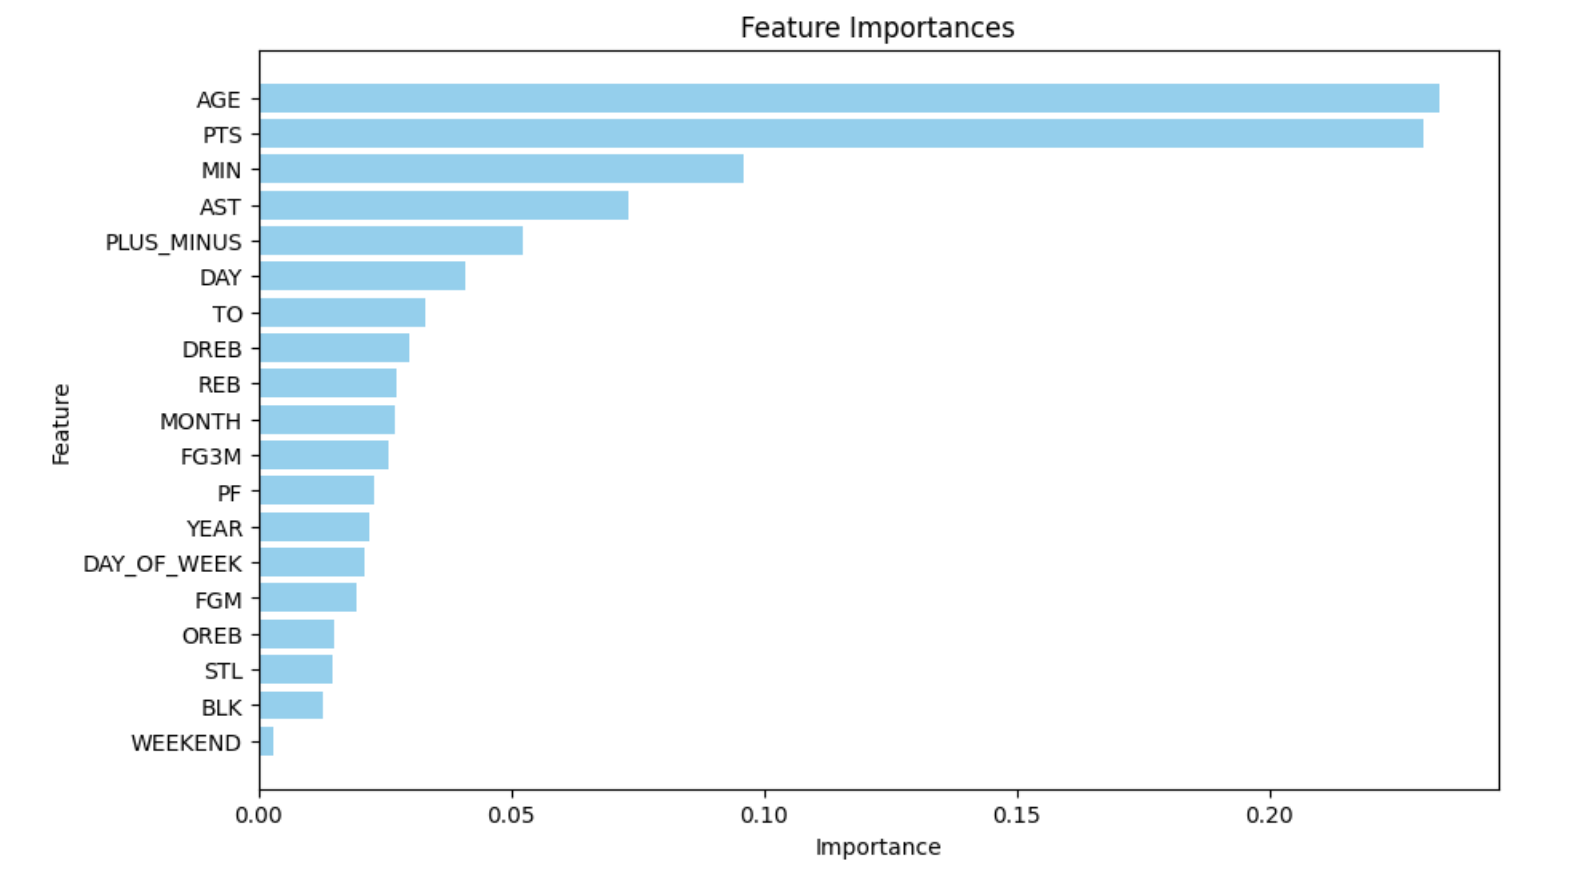 Feature Importances
Feature
AGE
PTS
MIN
AST
PLUS_MINUS
DAY
TO
DREB
REB
MONTH
FG3M
PF
YEAR
DAY_OF_WEEK
FGM
OREB
STL
BLK
WEEKEND
0.00 0.05 0.10 0.15 0.20
Importance